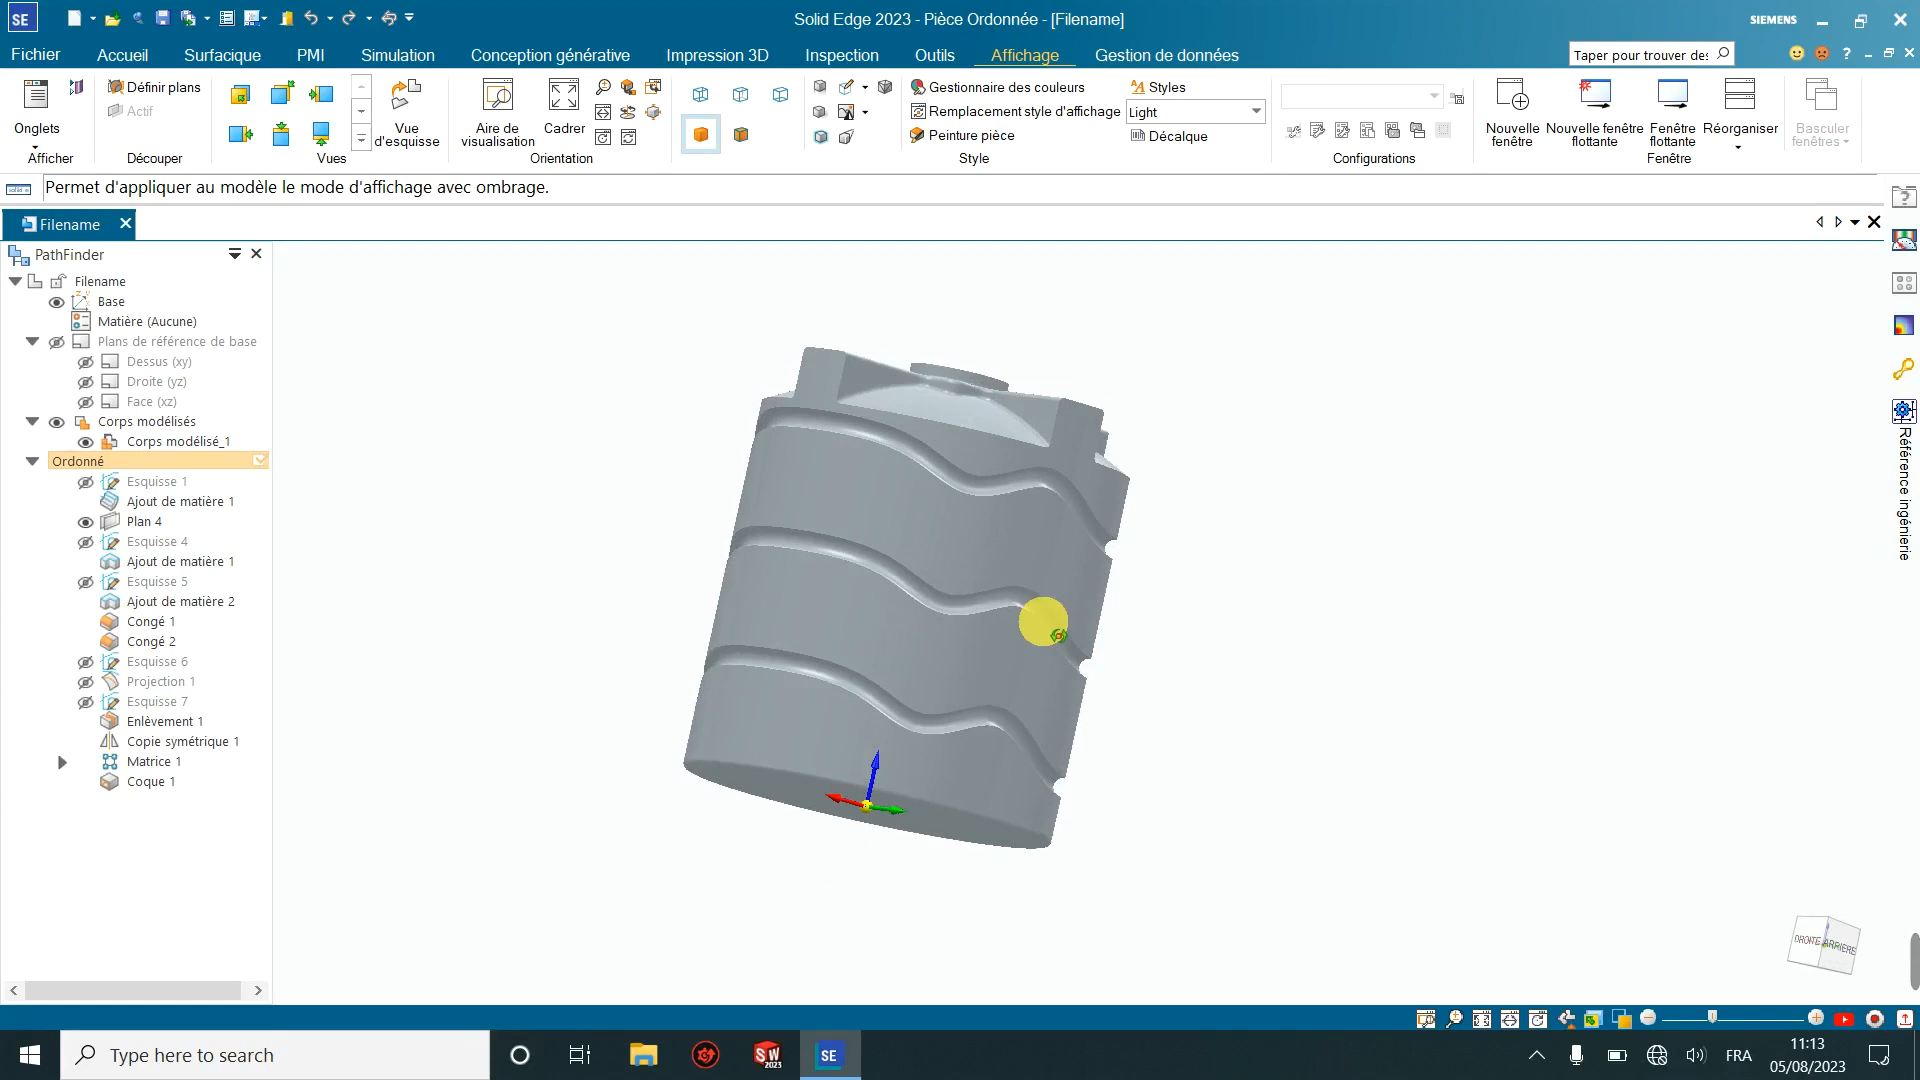 SE
Solid Edge 2023 - Pièce Ordonnée - [Filename]
SIEMENS
Fichier
Accueil
Surfacique
PMI
Simulation
Conception générative
Impression 3D
Inspection
Outils
Affichage
Gestion de données
Taper pour trouver des
Onglets
Afficher
Définir plans
Actif
Découper
Vues
Vue d'esquisse
Aire de visualisation
Cadrer
Orientation
Gestionnaire des couleurs
Remplacement style d'affichage
Peinture pièce
Style
Styles
Light
Décalque
Configurations
Nouvelle fenêtre
Nouvelle fenêtre flottante
Fenêtre flottante
Réorganiser
Basculer fenêtres
Fenêtre
Permet d'appliquer au modèle le mode d'affichage avec ombrage.
Filename
PathFinder
Filename
Base
Matière (Aucune)
Plans de référence de base
Dessus (xy)
Droite (yz)
Face (xz)
Corps modélisés
Corps modélisé_1
Ordonné
Esquisse 1
Ajout de matière 1
Plan 4
Esquisse 4
Ajout de matière 1
Esquisse 5
Ajout de matière 2
Congé 1
Congé 2
Esquisse 6
Projection 1
Esquisse 7
Enlèvement 1
Copie symétrique 1
Matrice 1
Coque 1
Référence ingénierie
DROITE
ARRIERE
Type here to search
SW
2023
SE
FRA
11:13
05/08/2023